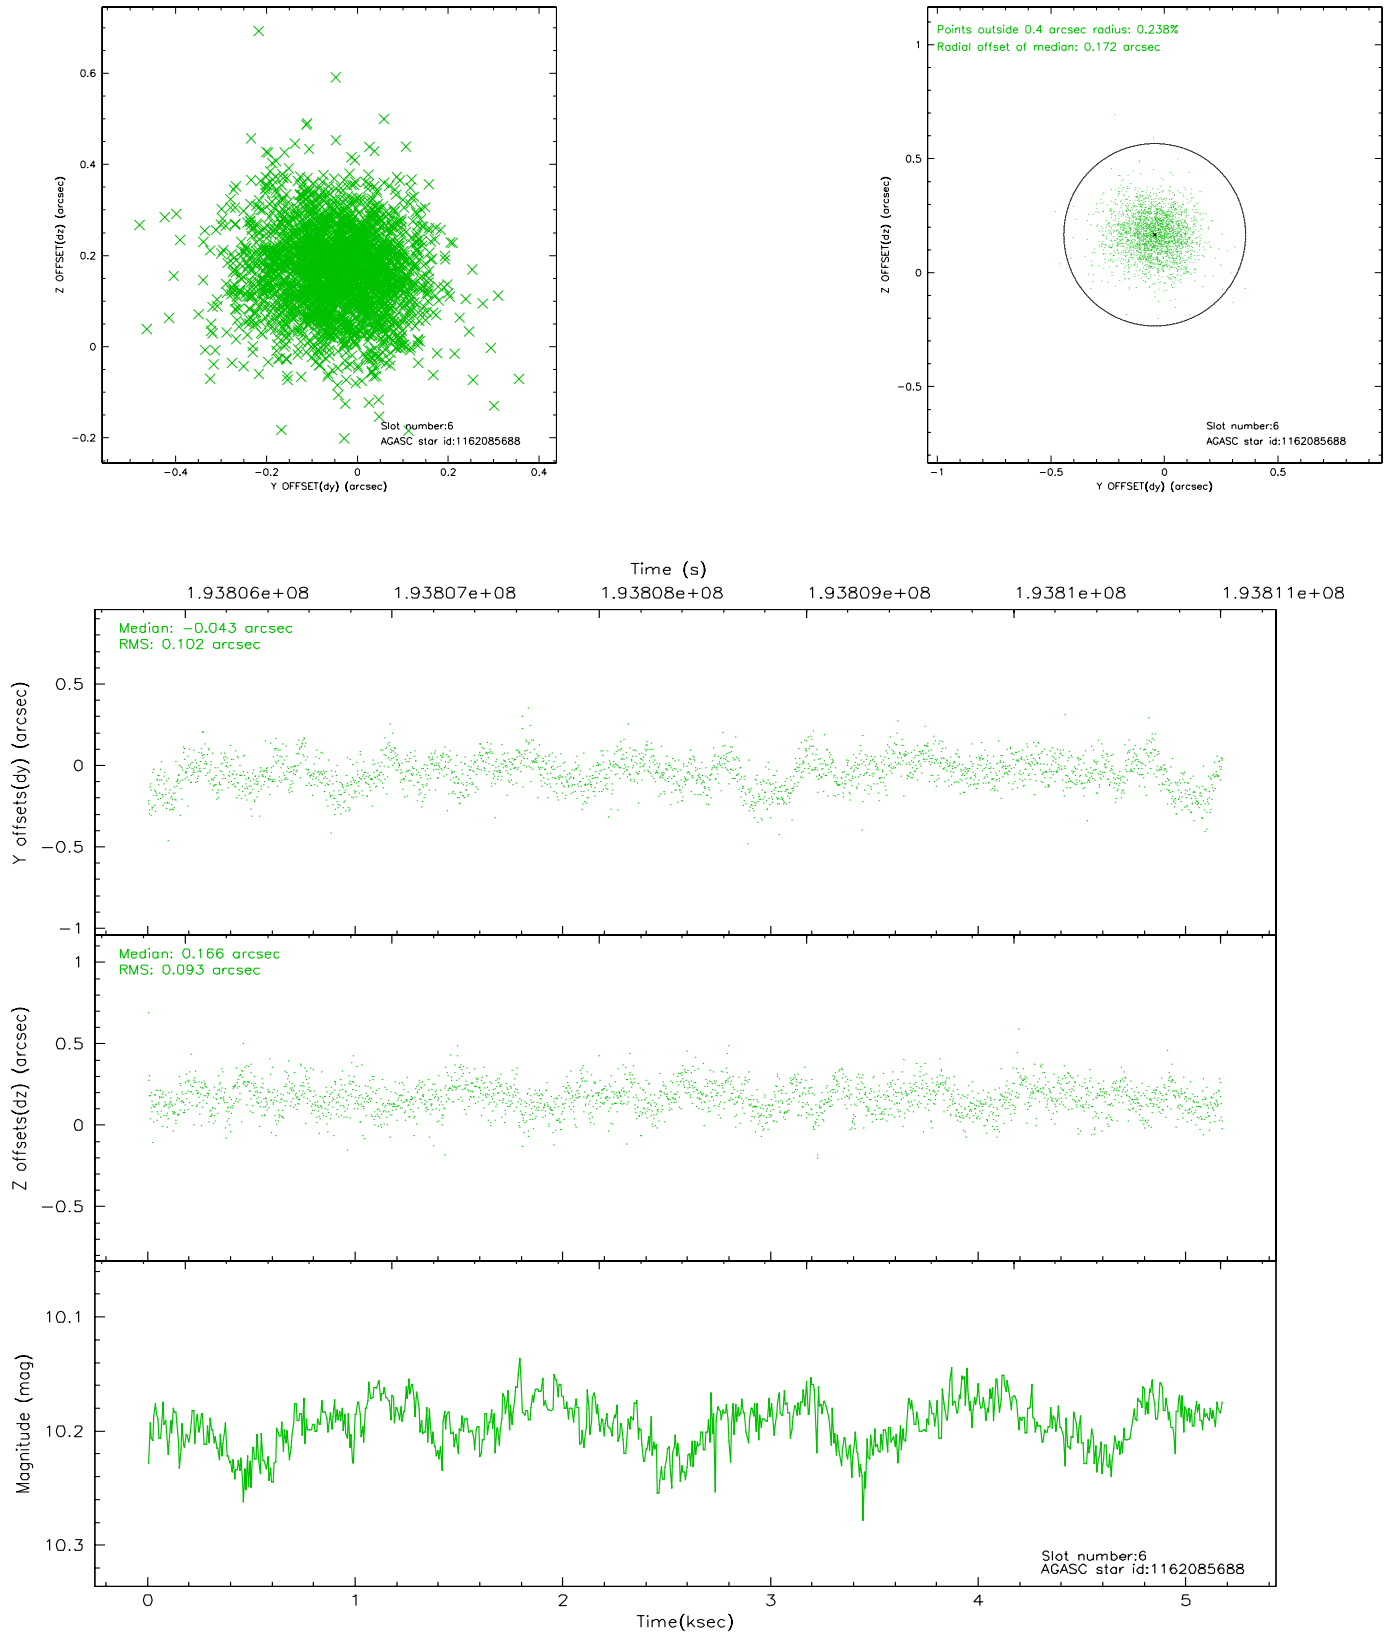 0.6
0.4
0.2
0
−0.2
Z OFFSET(dz) (arcsec)
Slot number:6
AGASC star id:1162085688
−0.4 −0.2 0 0.2 0.4
Y OFFSET(dy) (arcsec)
Points outside 0.4 arcsec radius: 0.238%
Radial offset of median: 0.172 arcsec
1
0.5
0
−0.5
Z OFFSET(dz) (arcsec)
Slot number:6
AGASC star id:1162085688
−1 −0.5 0 0.5
Y OFFSET(dy) (arcsec)
Time (s)
1.93806e+08 1.93807e+08 1.93808e+08 1.93809e+08 1.9381e+08 1.93811e+08
Median: −0.043 arcsec
RMS: 0.102 arcsec
0.5
0
−0.5
−1
Y offsets(dy) (arcsec)
Median: 0.166 arcsec
RMS: 0.093 arcsec
1
0.5
0
−0.5
Z offsets(dz) (arcsec)
10.1
10.2
10.3
Magnitude (mag)
Slot number:6
AGASC star id:1162085688
0 1 2 3 4 5
Time(ksec)